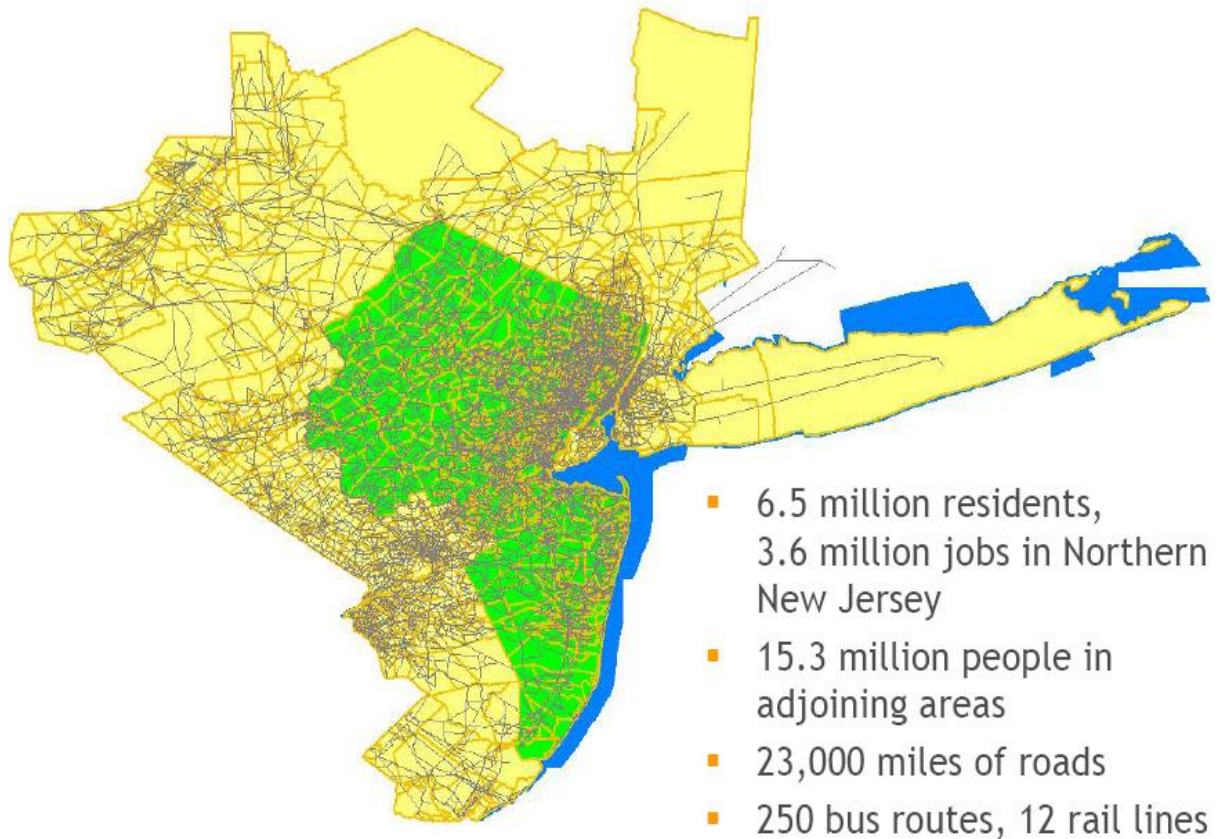 ▪ 6.5 million residents,
3.6 million jobs in Northern
New Jersey
▪ 15.3 million people in
adjoining areas
▪ 23,000 miles of roads
▪ 250 bus routes, 12 rail lines